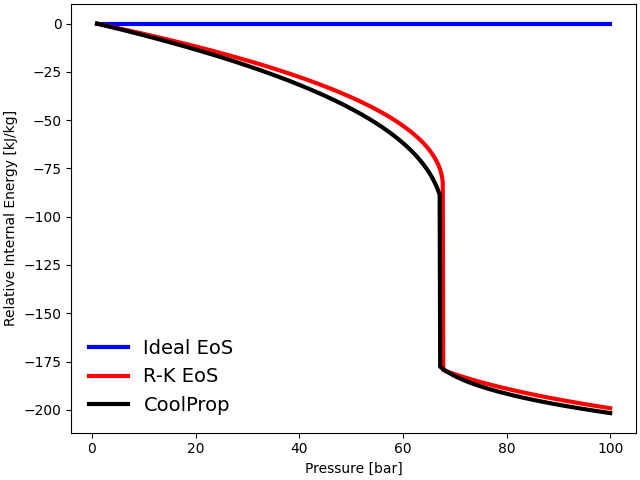 0
−25
−50
−75
−100
−125
−150
−175
−200
Relative Internal Energy [kJ/kg]
Ideal EoS
R-K EoS
CoolProp
0 20 40 60 80 100
Pressure [bar]